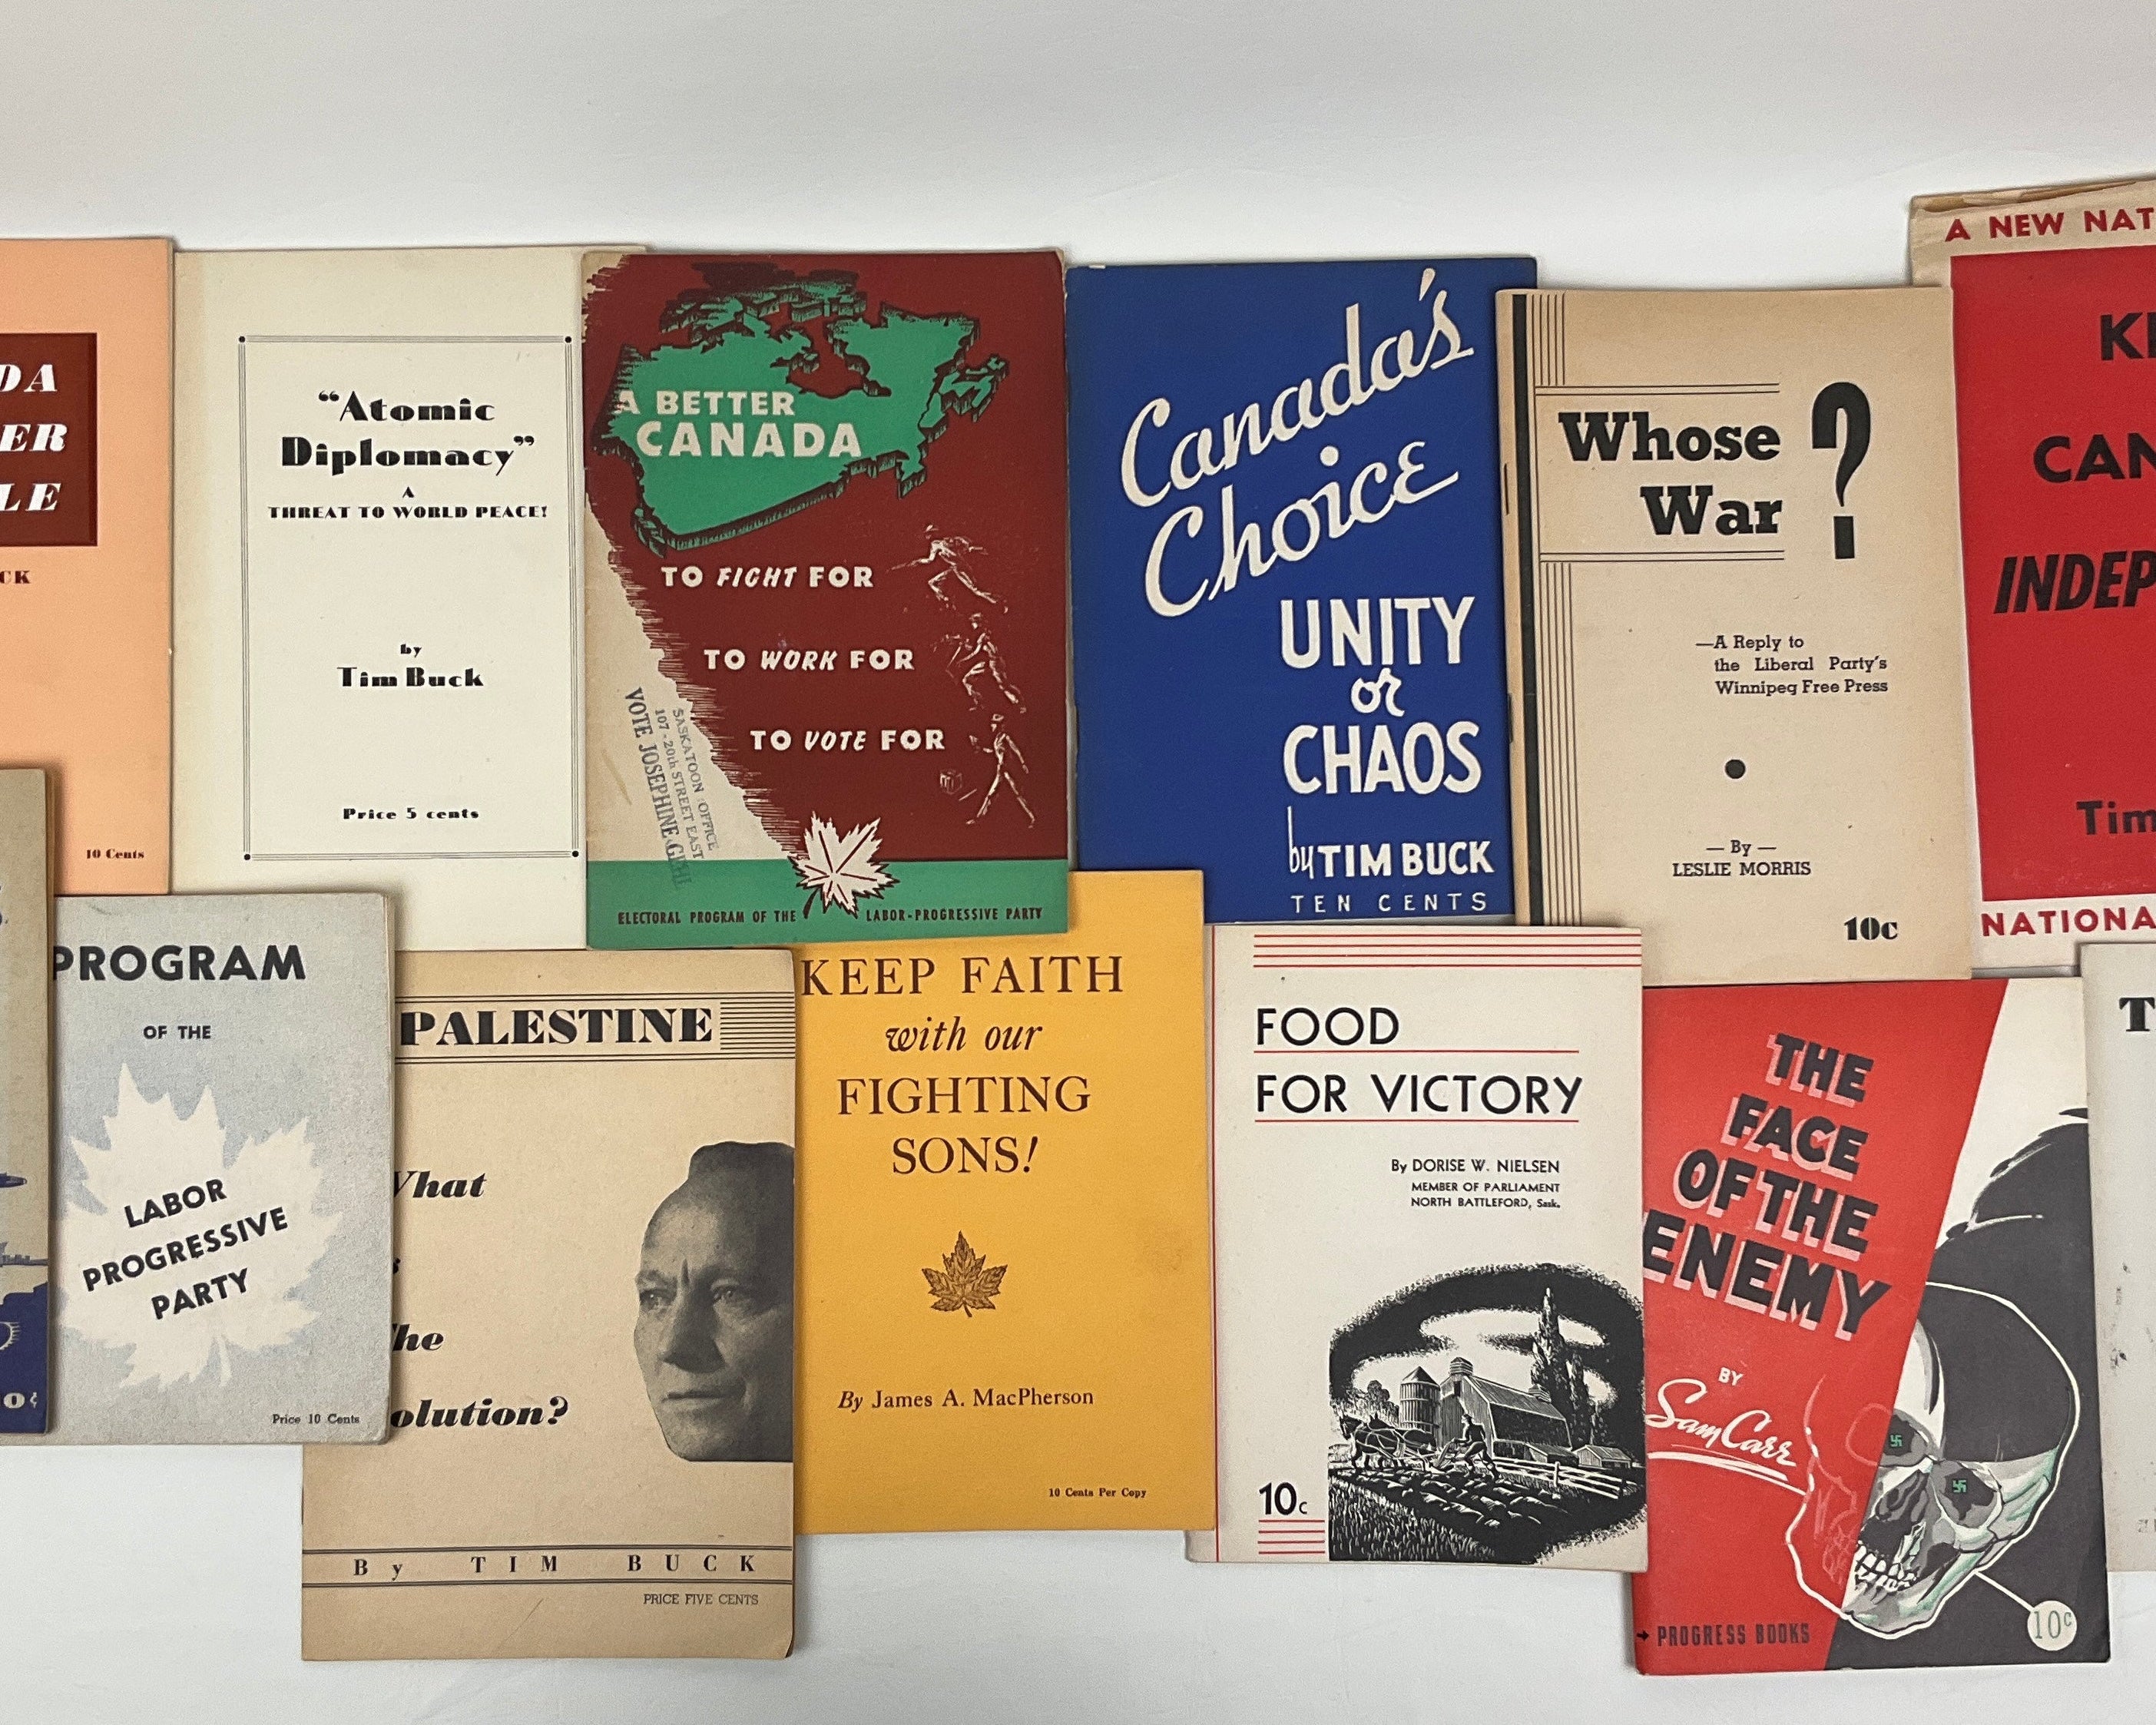 DA
ER
LE
CK
10 Cents
“Atomic
Diplomacy”
A
THREAT TO WORLD PEACE!
by
Tim Buck
Price 5 cents
A BETTER
CANADA
TO FIGHT FOR
TO WORK FOR
TO VOTE FOR
SASKATOON OFFICE
107 - 20th STREET EAST
VOTE JOSEPHINE
ELECTORAL PROGRAM OF THE LABOR-PROGRESSIVE PARTY
Canada's
Choice
UNITY
or
CHAOS
by TIM BUCK
TEN CENTS
Whose
War ?
—A Reply to
the Liberal Party's
Winnipeg Free Press
— By —
LESLIE MORRIS
10c
A NEW NAT
KE
CAN
INDEP
Tim
NATIONA
0¢
PROGRAM
OF THE
LABOR
PROGRESSIVE
PARTY
Price 10 Cents
PALESTINE
What
he
olution?
By TIM BUCK
PRICE FIVE CENTS
KEEP FAITH
with our
FIGHTING
SONS!
By James A. MacPherson
10 Cents Per Copy
FOOD
FOR VICTORY
By DORISE W. NIELSEN
MEMBER OF PARLIAMENT
NORTH BATTLEFORD, Sask.
10c
THE
FACE
OF THE
ENEMY
BY
Sam Carr
PROGRESS BOOKS
10c
T